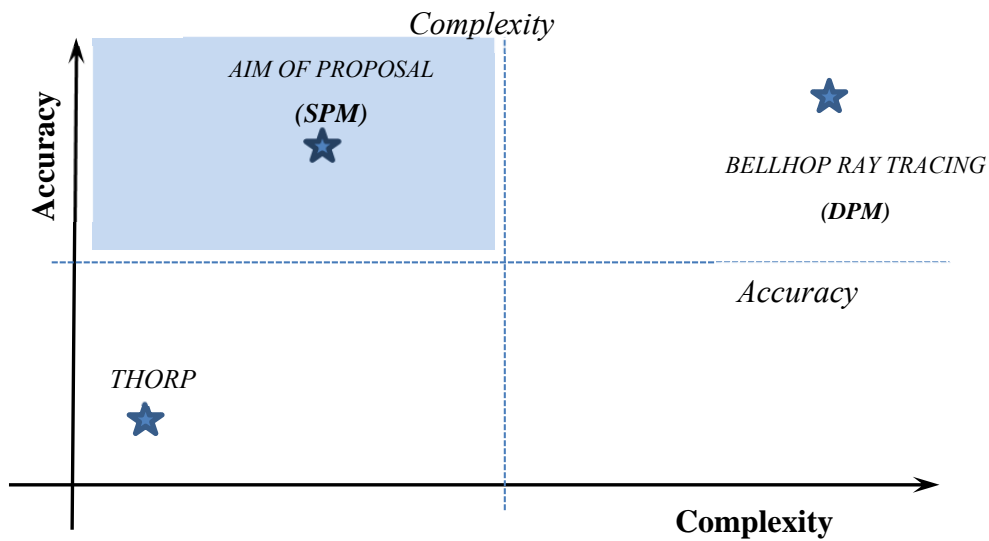 Complexity
AIM OF PROPOSAL
(SPM)
Accuracy
BELLHOP RAY TRACING
(DPM)
Accuracy
THORP
Complexity